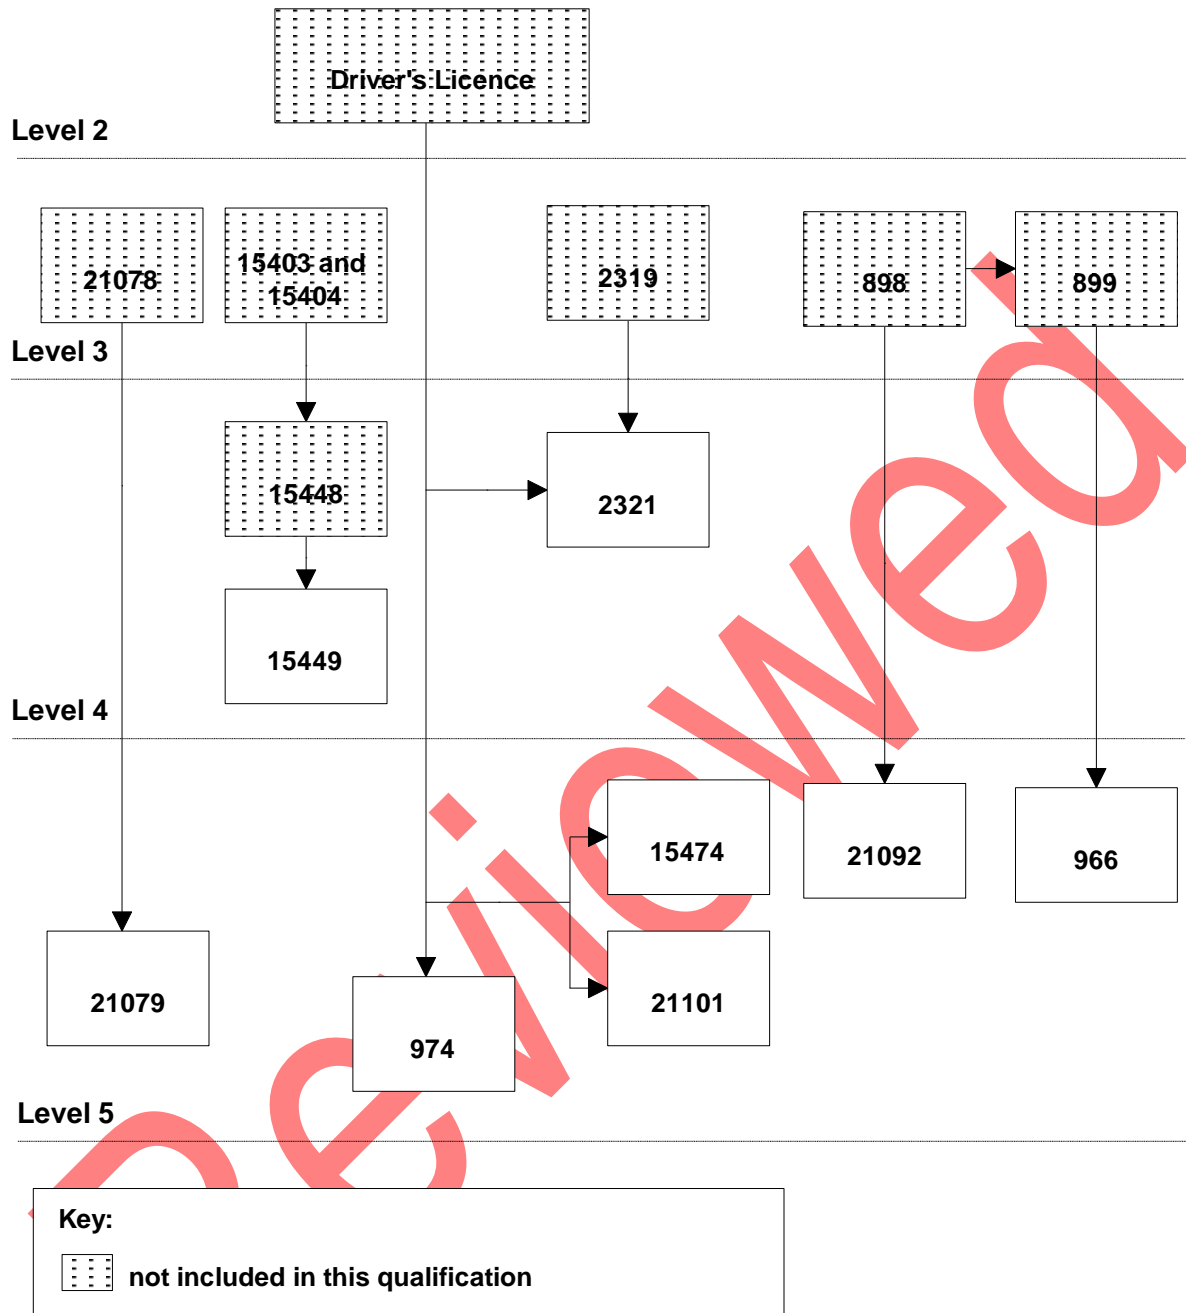 Driver's Licence
Level 2
21078
15403 and
15404
2319
898
899
Level 3
15448
2321
15449
Level 4
15474
21092
966
21079
974
21101
Level 5
Reviewed
Key:
not included in this qualification